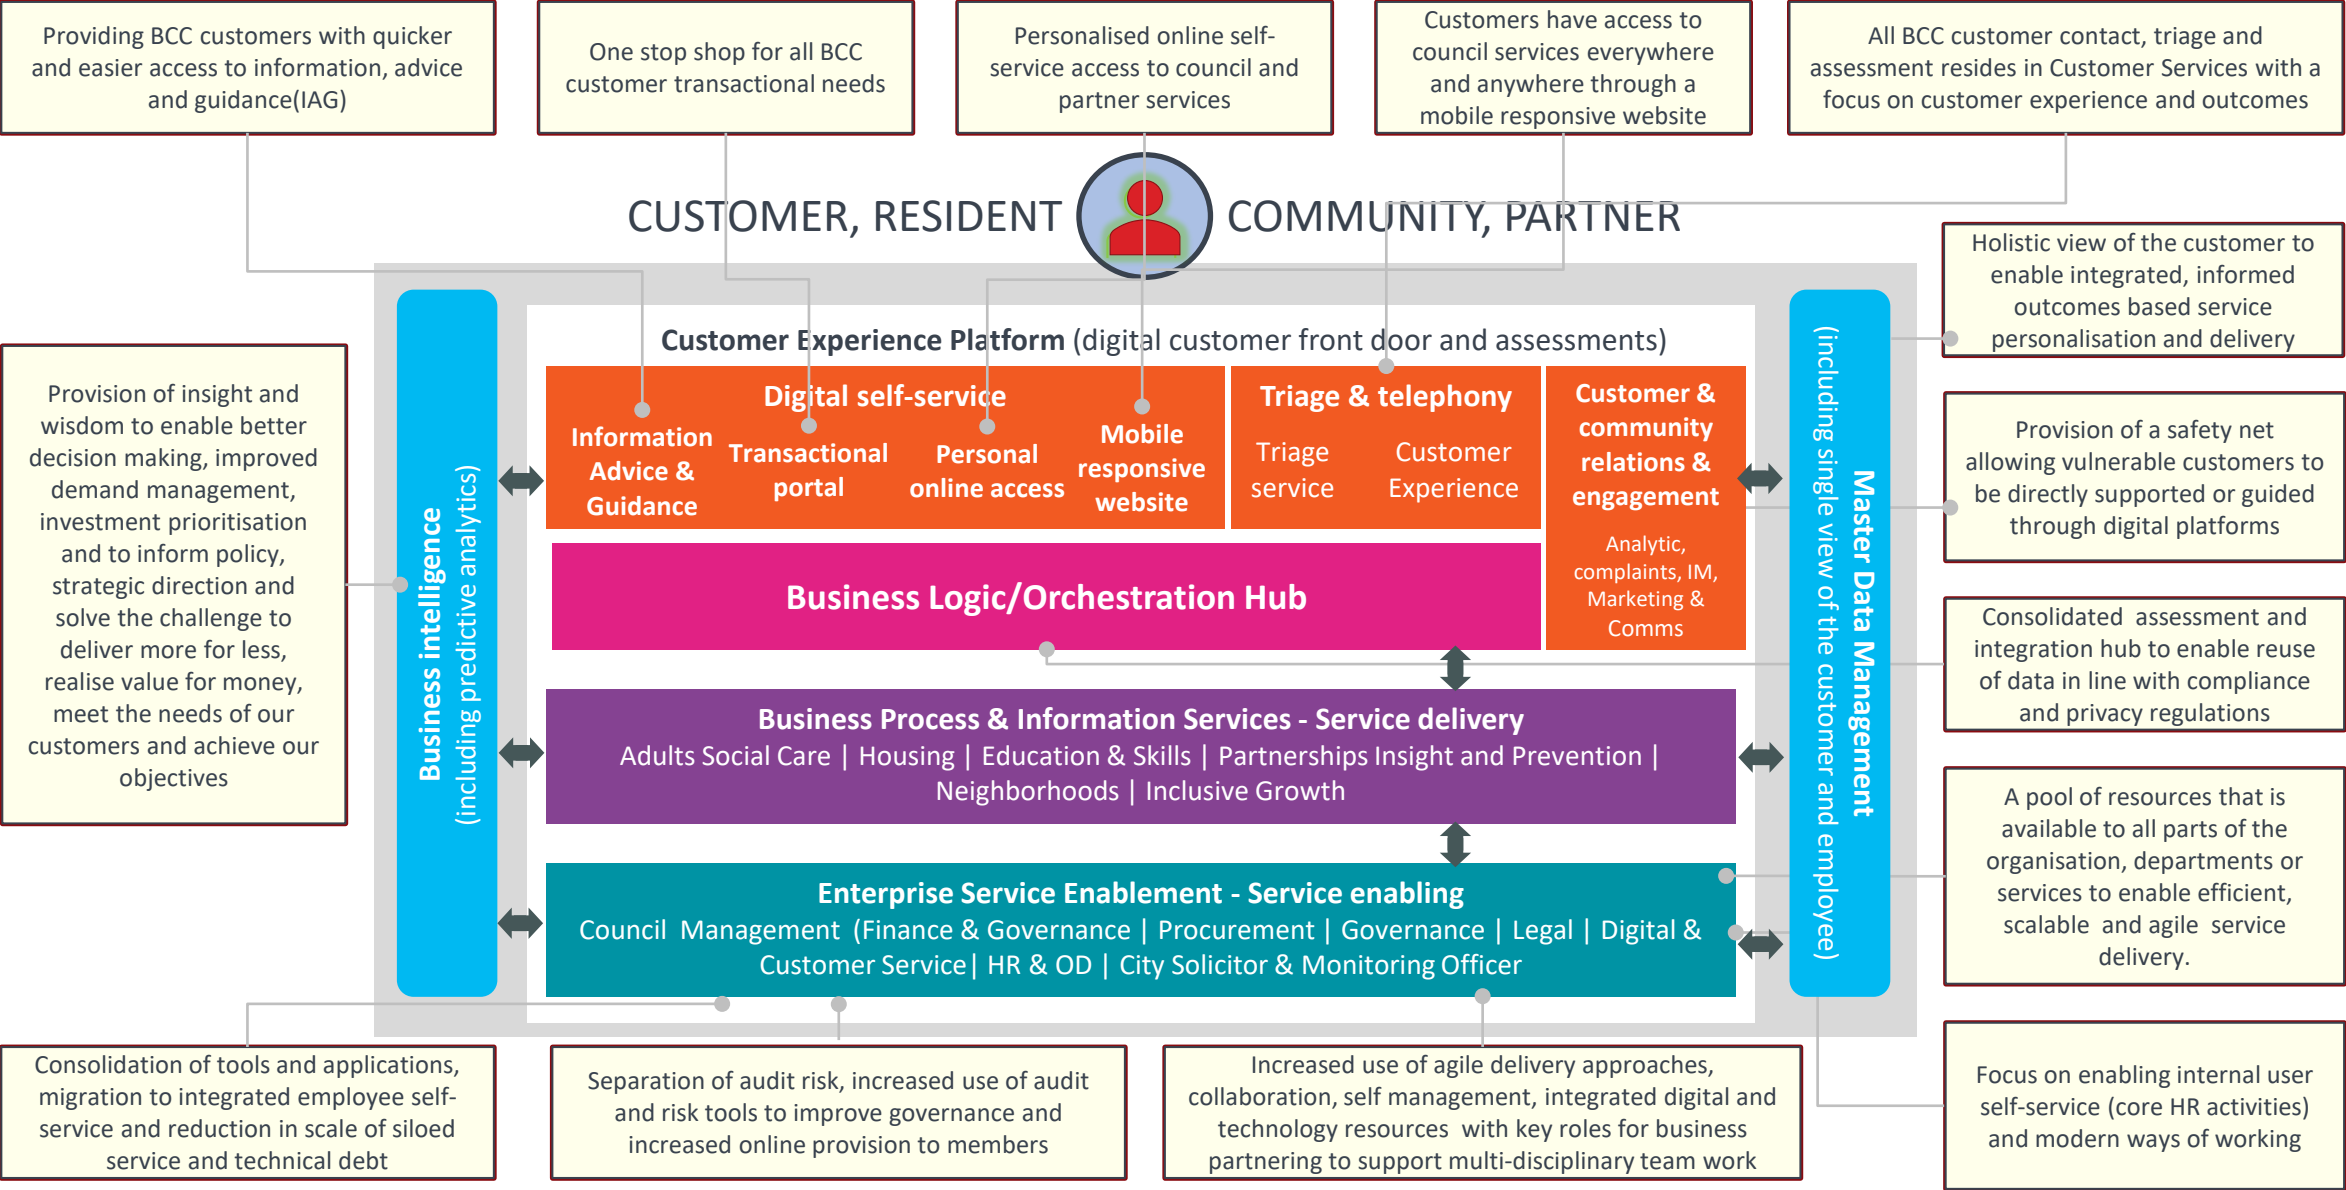 Providing BCC customers with quicker
and easier access to information, advice
and guidance(IAG)
One stop shop for all BCC
customer transactional needs
Personalised online self-
service access to council and
partner services
Customers have access to
council services everywhere
and anywhere through a
mobile responsive website
All BCC customer contact, triage and
assessment resides in Customer Services with a
focus on customer experience and outcomes
CUSTOMER, RESIDENT
COMMUNITY, PARTNER
Provision of insight and
wisdom to enable better
decision making, improved
demand management,
investment prioritisation
and to inform policy,
strategic direction and
solve the challenge to
deliver more for less,
realise value for money,
meet the needs of our
customers and achieve our
objectives
Business intelligence
(including predictive analytics)
Customer Experience Platform (digital customer front door and assessments)
Digital self-service
Information
Advice &
Guidance
Transactional
portal
Personal
online access
Mobile
responsive
website
Triage & telephony
Triage
service
Customer
Experience
Customer &
community
relations &
engagement
Analytic,
complaints, IM,
Marketing &
Comms
Business Logic/Orchestration Hub
Business Process & Information Services - Service delivery
Adults Social Care | Housing | Education & Skills | Partnerships Insight and Prevention |
Neighborhoods | Inclusive Growth
Enterprise Service Enablement - Service enabling
Council  Management  (Finance & Governance | Procurement | Governance | Legal | Digital &
Customer Service| HR & OD | City Solicitor & Monitoring Officer
Master Data Management
(including single view of the customer and employee)
Holistic view of the customer to
enable integrated, informed
outcomes based service
personalisation and delivery
Provision of a safety net
allowing vulnerable customers to
be directly supported or guided
through digital platforms
Consolidated  assessment and
integration hub to enable reuse
of data in line with compliance
and privacy regulations
A pool of resources that is
available to all parts of the
organisation, departments or
services to enable efficient,
scalable  and agile  service
delivery.
Focus on enabling internal user
self-service (core HR activities)
and modern ways of working
Consolidation of tools and applications,
migration to integrated employee self-
service and reduction in scale of siloed
service and technical debt
Separation of audit risk, increased use of audit
and risk tools to improve governance and
increased online provision to members
Increased use of agile delivery approaches,
collaboration, self management, integrated digital and
technology resources  with key roles for business
partnering to support multi-disciplinary team work